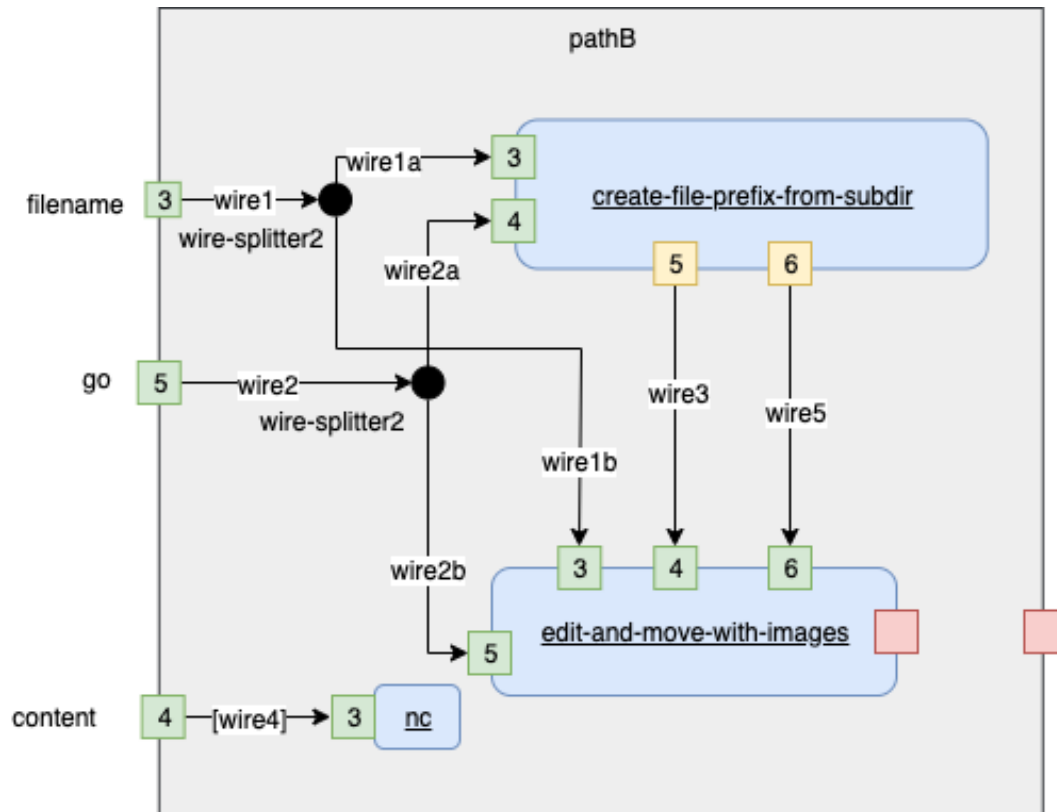 pathB
wire1a
3
create-file-prefix-from-subdir
filename
3
wire1
wire-splitter2
4
wire2a
5
6
go
5
wire2
wire-splitter2
wire3
wire5
wire1b
wire2b
3
4
6
edit-and-move-with-images
5
content
4
[wire4]
3
nc